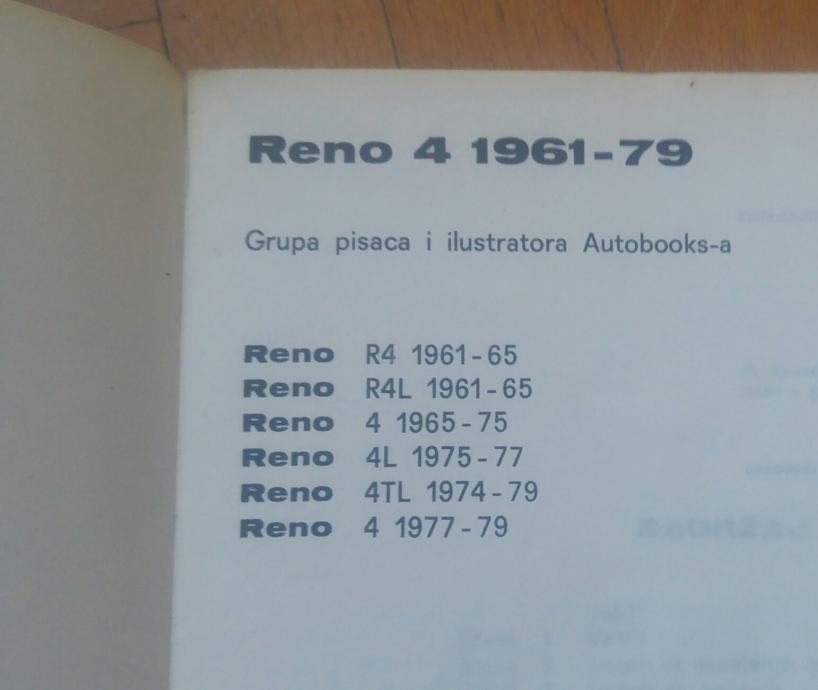 Reno 4 1961-79
Grupa pisaca i ilustratora Autobooks-a
Reno R4 1961-65
Reno R4L 1961-65
Reno 4 1965-75
Reno 4L 1975-77
Reno 4TL 1974-79
Reno 4 1977-79